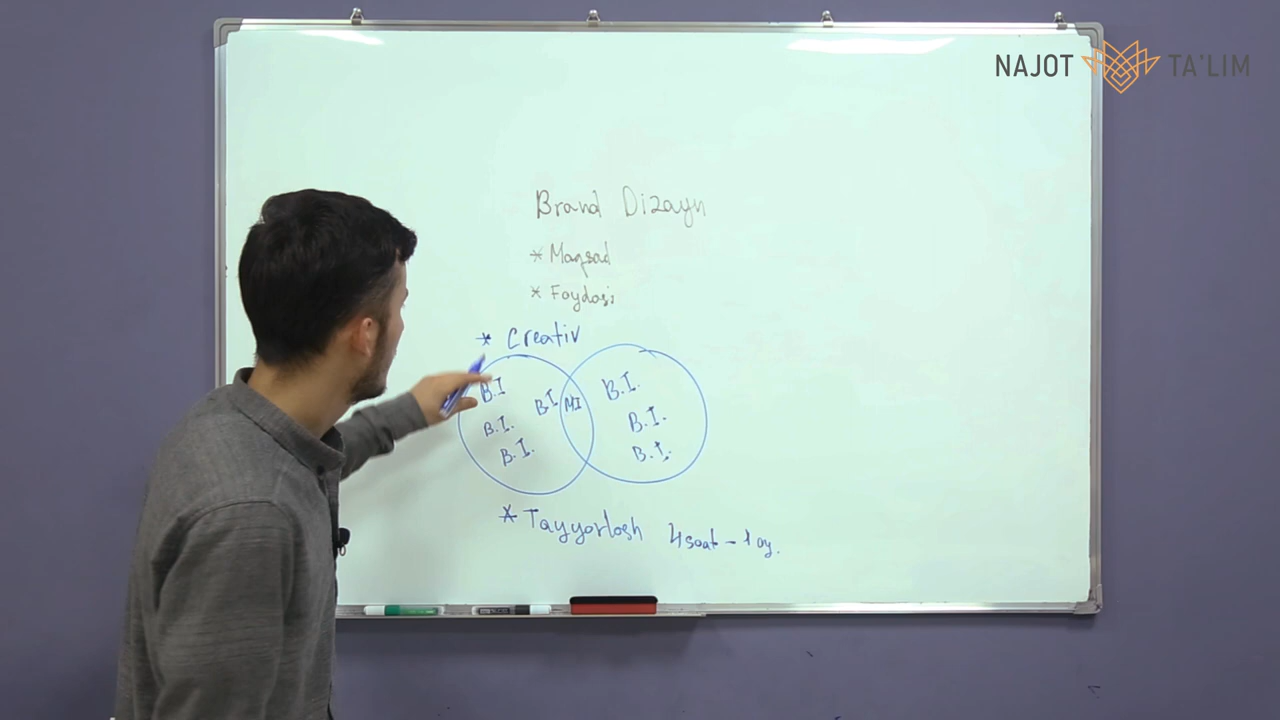 NAJOT TA'LIM
Brand Dizayn
* Maqsad
* Foydasi
* Creativ
B.I
B.I.
B.I.
B.I
MI
B.I.
B.I.
B.I.
* Tayyorlash 4 soat – 1 oy.